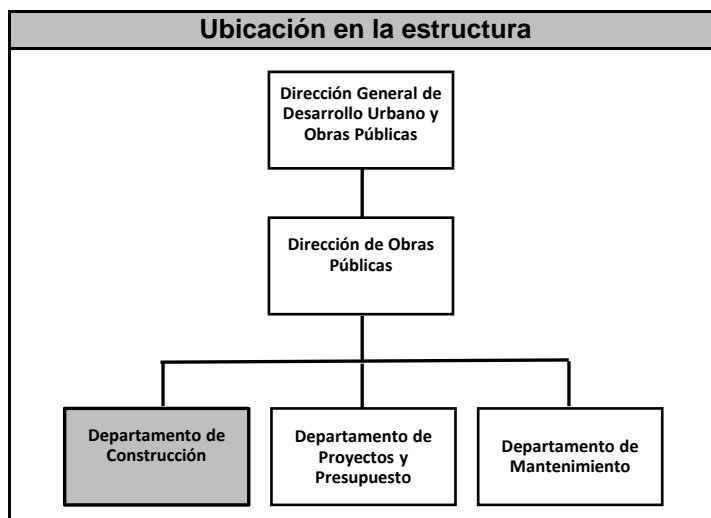 Ubicación en la estructura
Dirección General de
Desarrollo Urbano y
Obras Públicas
Dirección de Obras
Públicas
Departamento de
Construcción
Departamento de
Proyectos y
Presupuesto
Departamento de
Mantenimiento